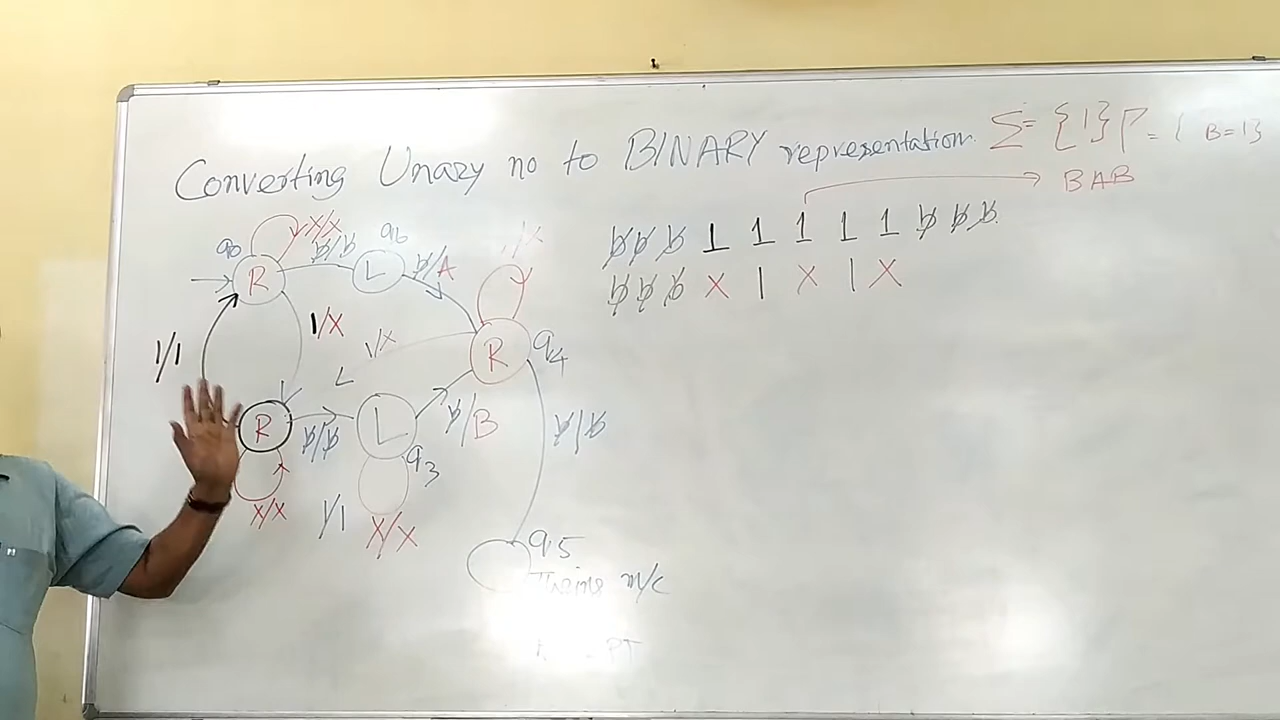 Converting Unary no to BINARY representation. Σ = {1} Γ = { B=1}
BAB
ƀ ƀ ƀ 1 1 1 1 1 ƀ ƀ ƀ
ƀ ƀ ƀ X 1 X 1 X
X/X
q0
ƀ/ƀ
q6
R
L
ƀ/A
1/1
1/X
1/X
L
R
q4
R
ƀ/ƀ
L
q3
ƀ/B
ƀ/ƀ
X/X
1/1
X/X
q5
m/c